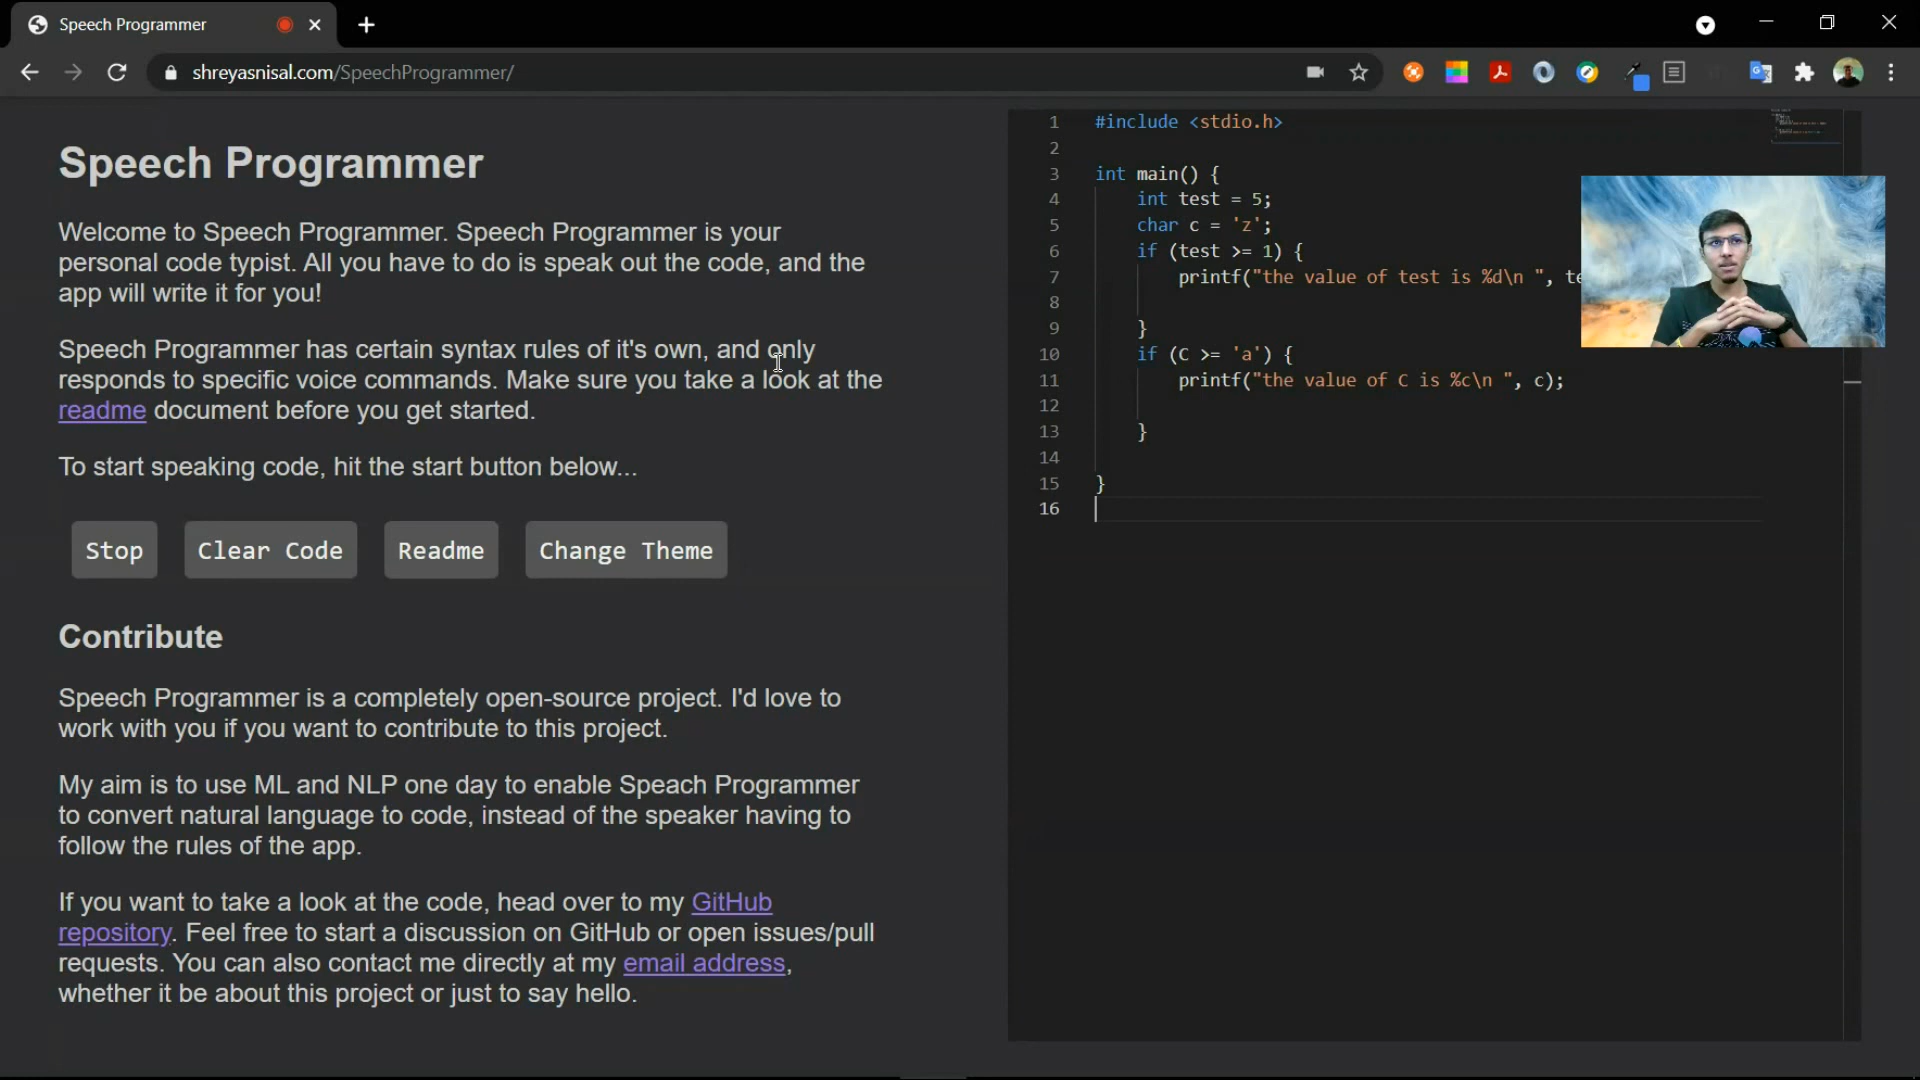 Speech Programmer
shreyasnisal.com/SpeechProgrammer/
Speech Programmer
Welcome to Speech Programmer. Speech Programmer is your
personal code typist. All you have to do is speak out the code, and the
app will write it for you!
Speech Programmer has certain syntax rules of it's own, and only
responds to specific voice commands. Make sure you take a look at the
readme document before you get started.
To start speaking code, hit the start button below...
Stop Clear Code Readme Change Theme
Contribute
Speech Programmer is a completely open-source project. I'd love to
work with you if you want to contribute to this project.
My aim is to use ML and NLP one day to enable Speach Programmer
to convert natural language to code, instead of the speaker having to
follow the rules of the app.
If you want to take a look at the code, head over to my GitHub
repository. Feel free to start a discussion on GitHub or open issues/pull
requests. You can also contact me directly at my email address,
whether it be about this project or just to say hello.
1 #include <stdio.h>
2
3 int main() {
4 int test = 5;
5 char c = 'z';
6 if (test >= 1) {
7 printf("the value of test is %d\n ", te
8
9 }
10 if (C >= 'a') {
11 printf("the value of C is %c\n ", c);
12
13 }
14
15 }
16